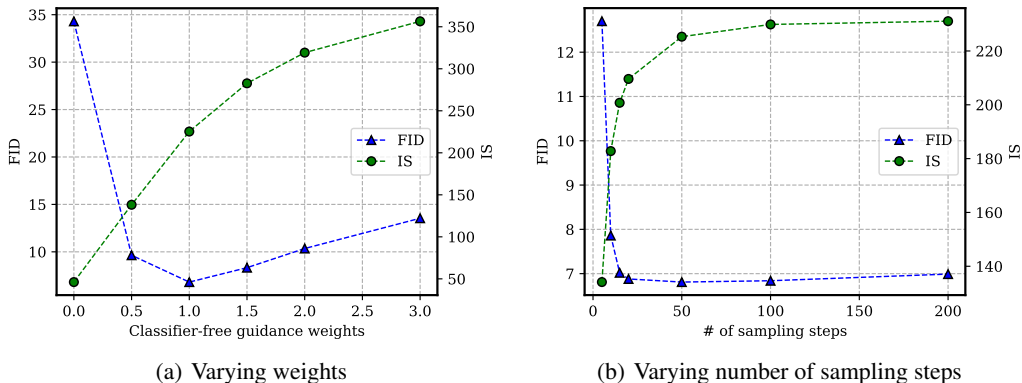 35
30
25
20
15
10
FID
350
300
250
200
150
100
50
IS
FID
IS
0.0 0.5 1.0 1.5 2.0 2.5 3.0
Classifier-free guidance weights
(a) Varying weights
12
11
10
9
8
7
FID
220
200
180
160
140
IS
FID
IS
0 50 100 150 200
# of sampling steps
(b) Varying number of sampling steps